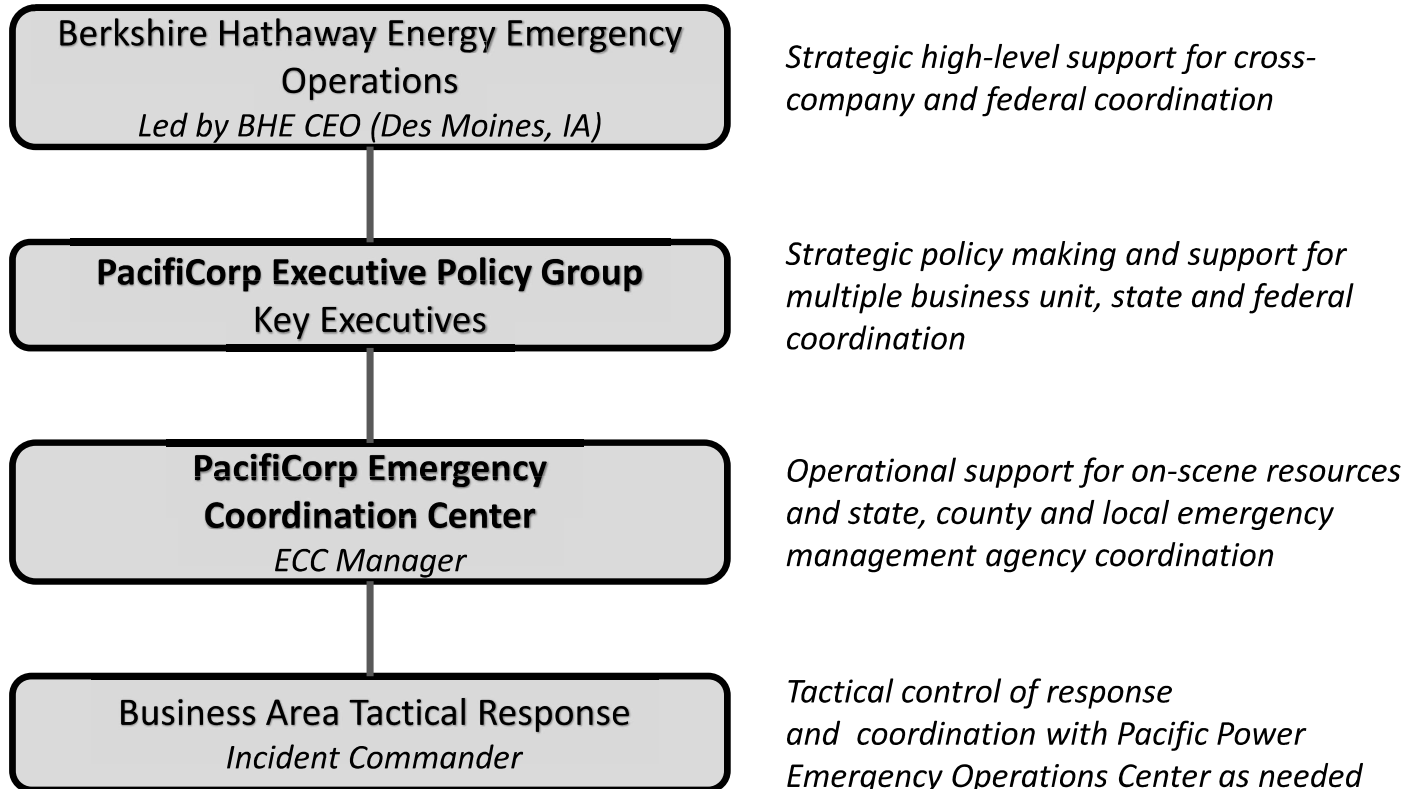 Berkshire Hathaway Energy Emergency
Operations
Led by BHE CEO (Des Moines, IA)
Strategic high-level support for cross-
company and federal coordination
PacifiCorp Executive Policy Group
Key Executives
Strategic policy making and support for
multiple business unit, state and federal
coordination
PacifiCorp Emergency
Coordination Center
ECC Manager
Operational support for on-scene resources
and state, county and local emergency
management agency coordination
Business Area Tactical Response
Incident Commander
Tactical control of response
and  coordination with Pacific Power
Emergency Operations Center as needed